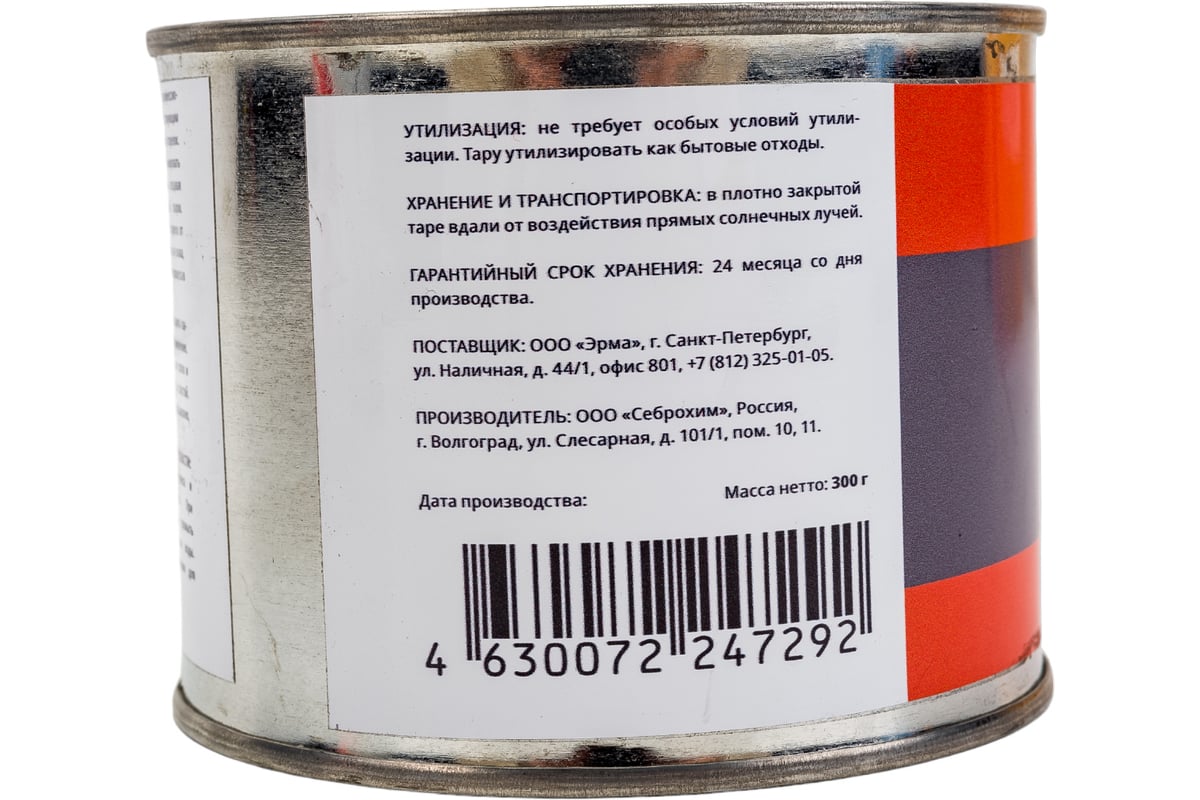 УТИЛИЗАЦИЯ: не требует особых условий утили-
зации. Тару утилизировать как бытовые отходы.
ХРАНЕНИЕ И ТРАНСПОРТИРОВКА: в плотно закрытой
таре вдали от воздействия прямых солнечных лучей.
ГАРАНТИЙНЫЙ СРОК ХРАНЕНИЯ: 24 месяца со дня
производства.
ПОСТАВЩИК: ООО «Эрма», г. Санкт-Петербург,
ул. Наличная, д. 44/1, офис 801, +7 (812) 325-01-05.
ПРОИЗВОДИТЕЛЬ: ООО «Себрохим», Россия,
г. Волгоград, ул. Слесарная, д. 101/1, пом. 10, 11.
Дата производства: Масса нетто: 300 г
4 630072 247292